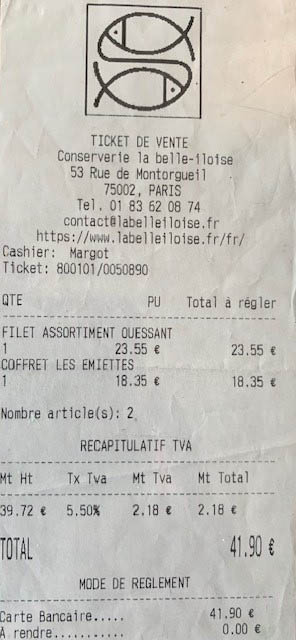 TICKET DE VENTE
Conserverie la belle-iloise
53 Rue de Montorgueil
75002, PARIS
Tel. 01 83 62 08 74
contact@labelleiloise.fr
https://www.labelleiloise.fr/fr/
Cashier: Margot
Ticket: 800101/0050890
QTE PU Total à régler
FILET ASSORTIMENT OUESSANT
1 23.55 € 23.55 €
COFFRET LES EMIETTES
1 18.35 € 18.35 €
Nombre article(s): 2
RECAPITULATIF TVA
Mt Ht Tx Tva Mt Tva Mt Total
39.72 € 5.50% 2.18 € 2.18 €
TOTAL 41.90 €
MODE DE REGLEMENT
Carte Bancaire..... 41.90 €
A rendre........... 0.00 €